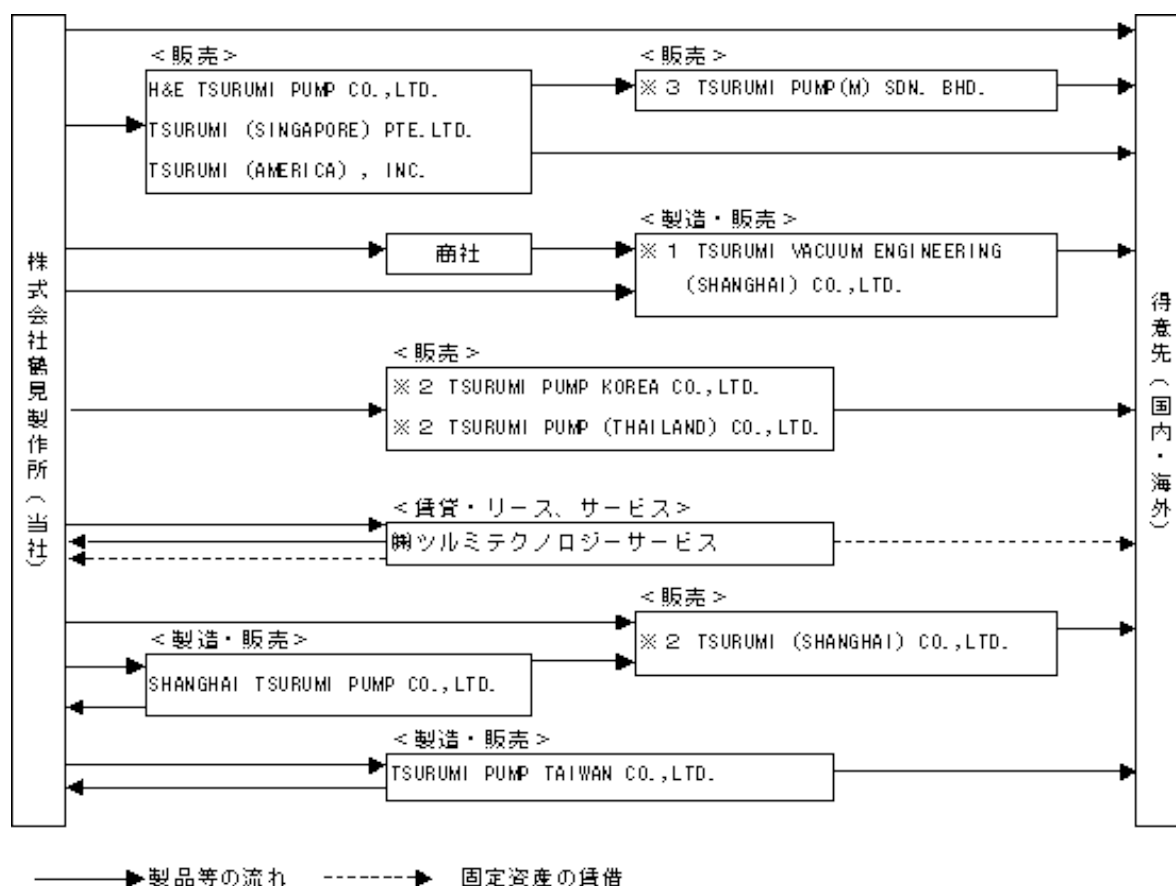 株式会社鶴見製作所(当社)
<販売>
H&E TSURUMI PUMP CO.,LTD.
TSURUMI (SINGAPORE) PTE.LTD.
TSURUMI (AMERICA) , INC.
<販売>
※3 TSURUMI PUMP(M) SDN. BHD.
商社
<製造・販売>
※1 TSURUMI VACUUM ENGINEERING
(SHANGHAI) CO.,LTD.
<販売>
※2 TSURUMI PUMP KOREA CO.,LTD.
※2 TSURUMI PUMP (THAILAND) CO.,LTD.
<賃貸・リース、サービス>
㈱ツルミテクノロジーサービス
<販売>
※2 TSURUMI (SHANGHAI) CO.,LTD.
<製造・販売>
SHANGHAI TSURUMI PUMP CO.,LTD.
<製造・販売>
TSURUMI PUMP TAIWAN CO.,LTD.
得意先(国内・海外)
製品等の流れ
固定資産の賃借